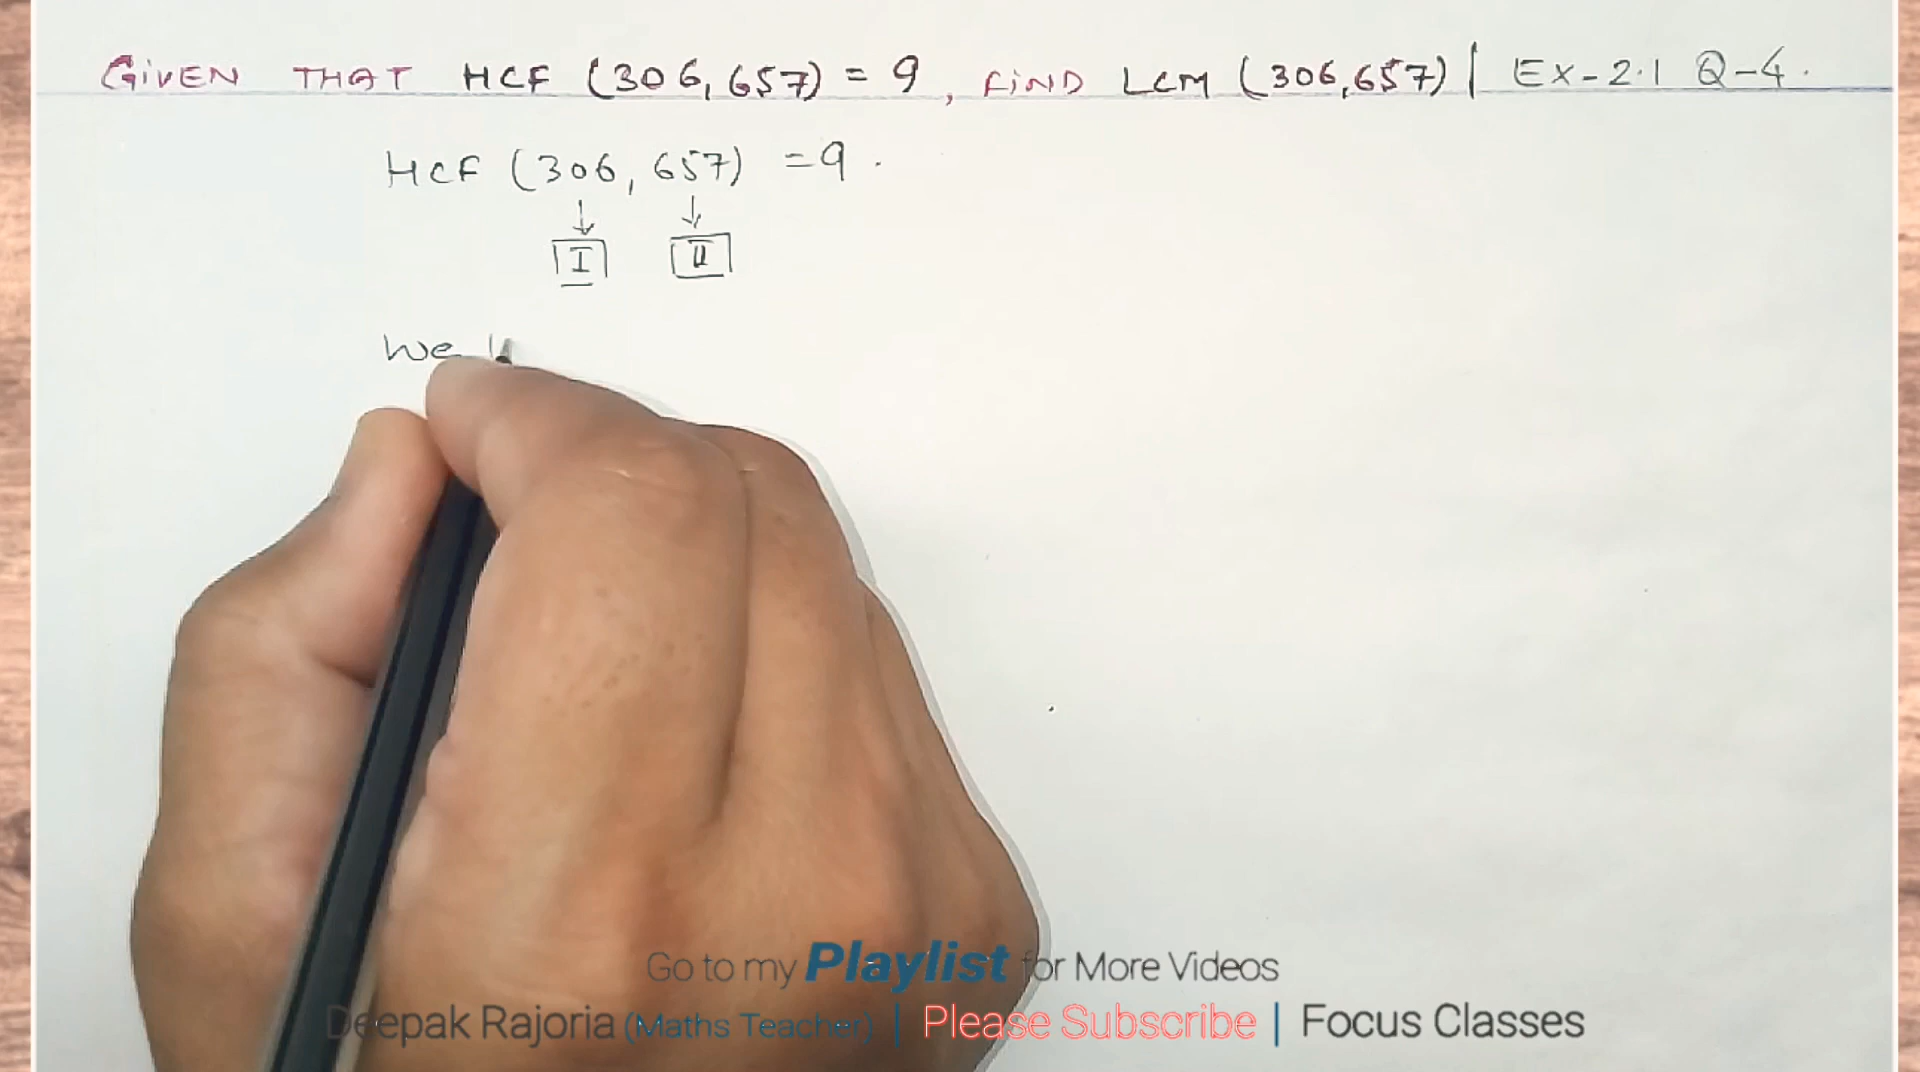 GIVEN THAT HCF (306, 657) = 9, FIND LCM (306, 657) | EX-2.1 Q-4.
HCF (306, 657) = 9.
↓ ↓
I II
We
Go to my Playlist for More Videos
Deepak Rajoria (Maths Teacher) | Please Subscribe | Focus Classes